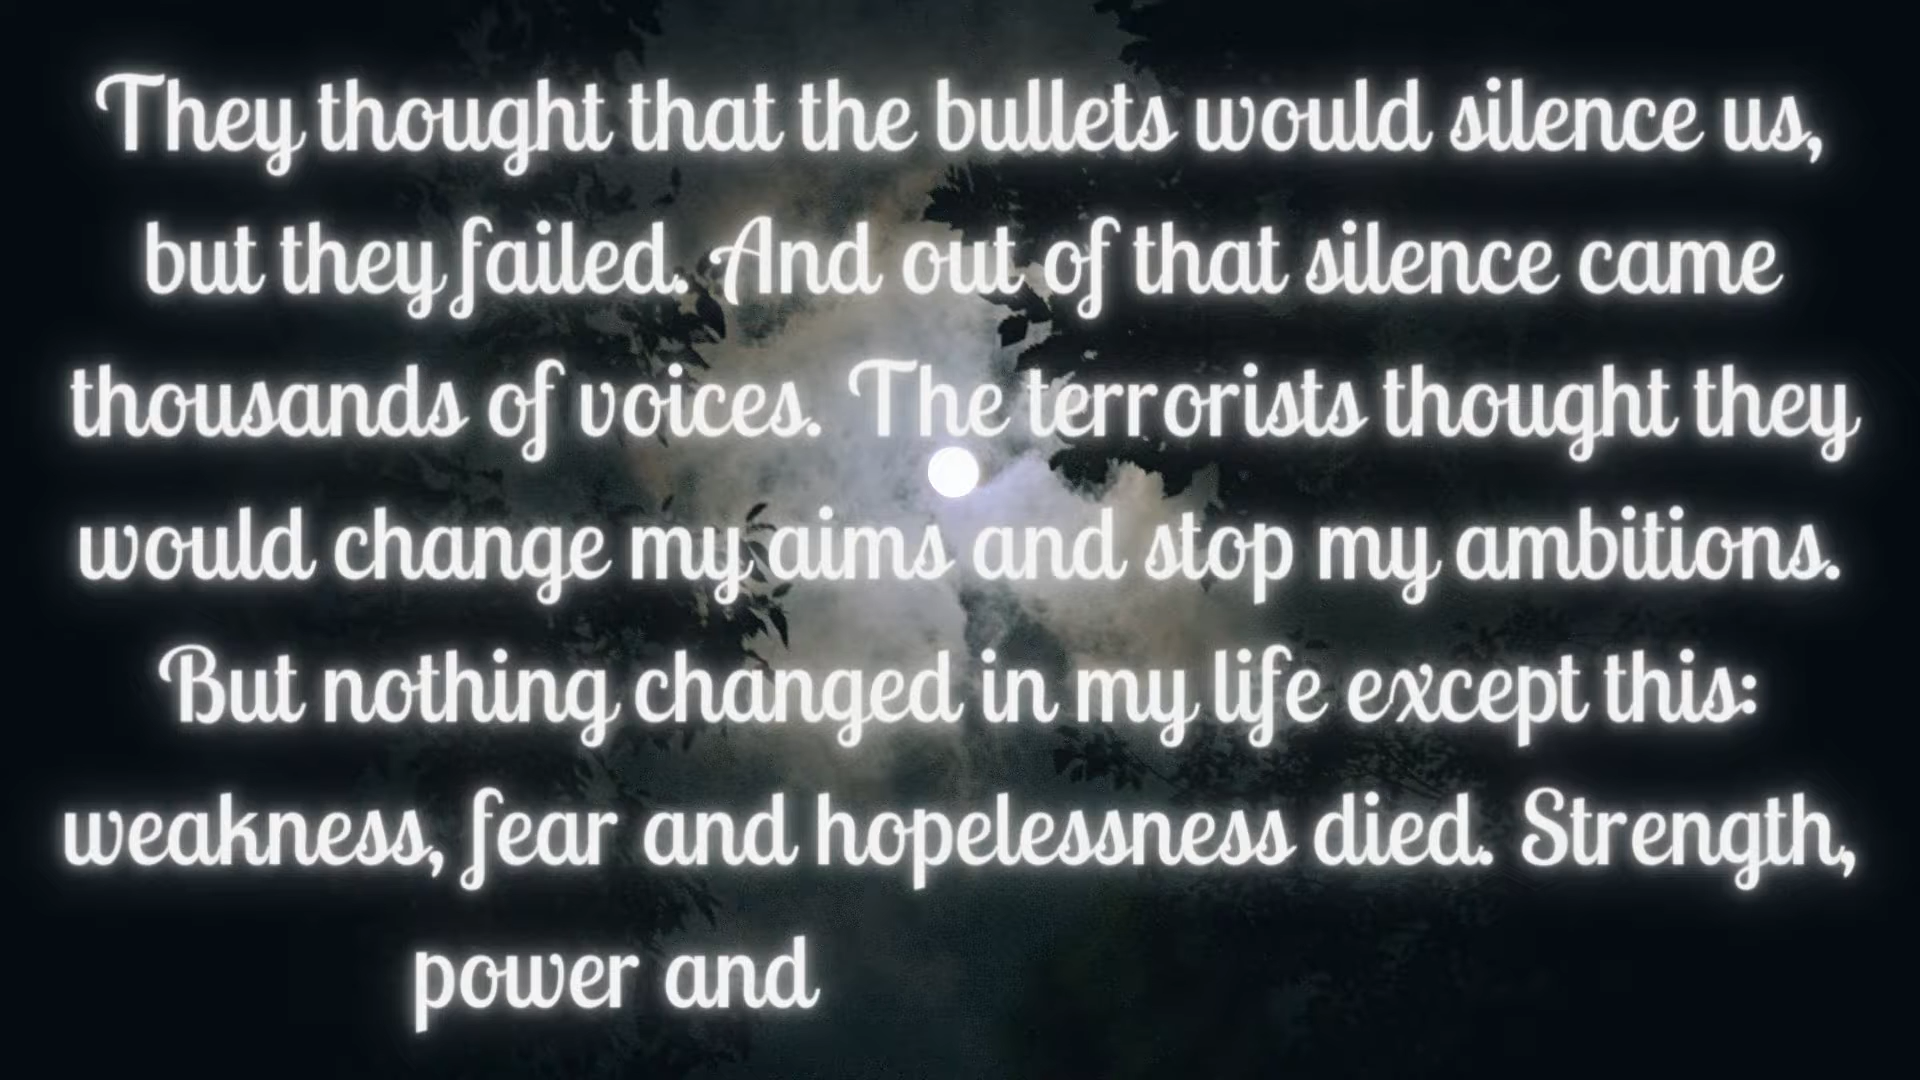 They thought that the bullets would silence us,
but they failed. And out of that silence came
thousands of voices. The terrorists thought they
would change my aims and stop my ambitions.
But nothing changed in my life except this:
weakness, fear and hopelessness died. Strength,
power and